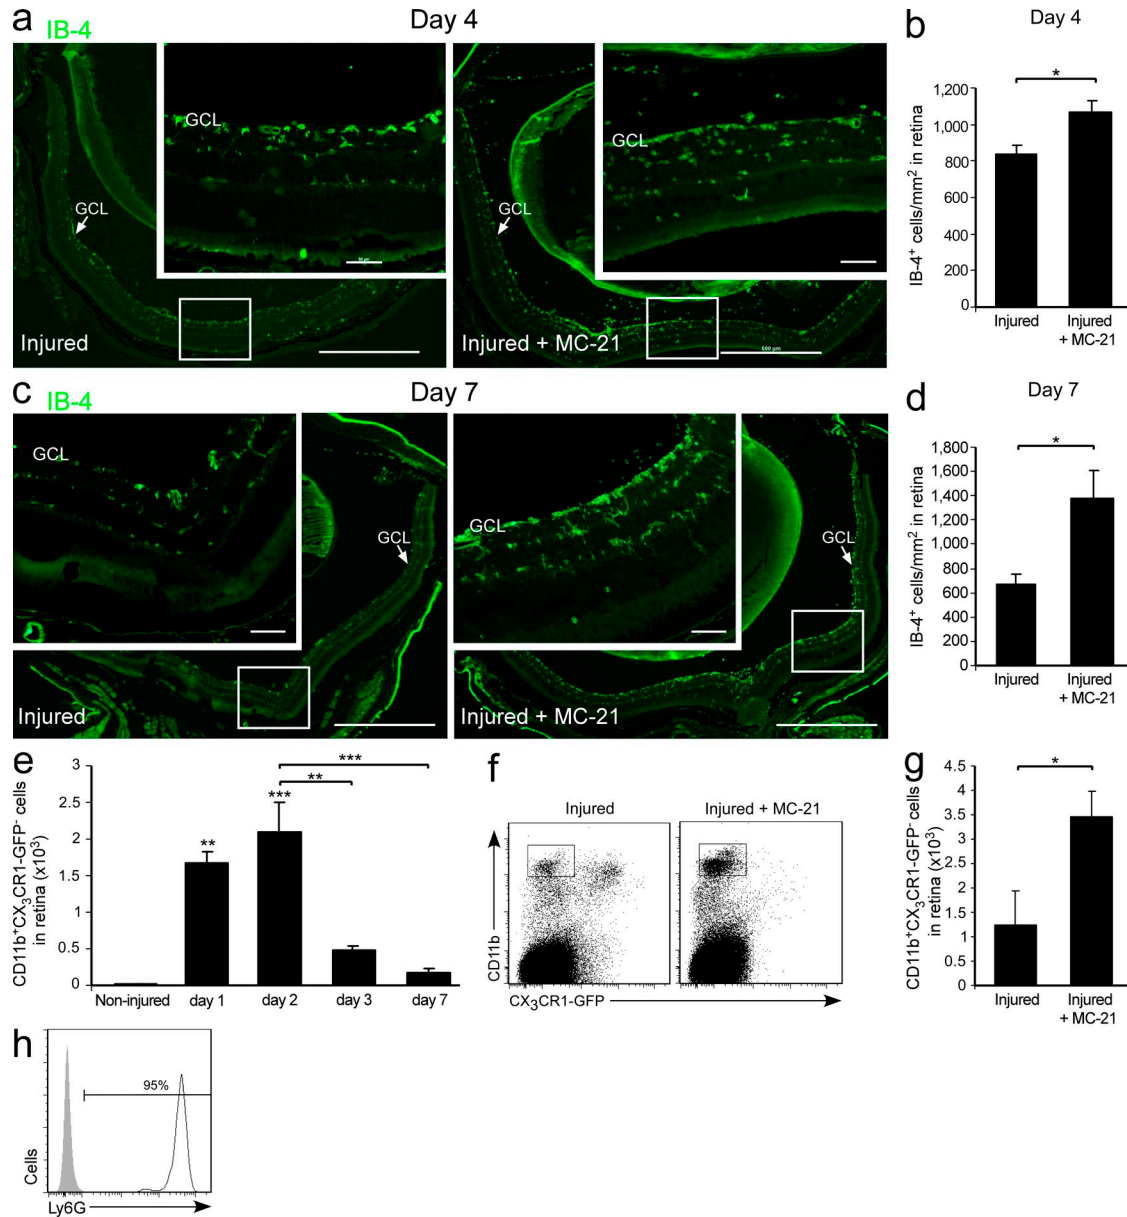 a
IB-4
Day 4
GCL
GCL
50 µm
Injured
GCL
GCL
500 µm
Injured + MC-21
b
Day 4
IB-4⁺ cells/mm² in retina
1,200
1,000
800
600
400
200
0
*
Injured
Injured
+ MC-21
c
IB-4
Day 7
GCL
GCL
Injured
GCL
GCL
Injured + MC-21
d
Day 7
IB-4⁺ cells/mm² in retina
1,800
1,600
1,400
1,200
1,000
800
600
400
200
0
*
Injured
Injured
+ MC-21
e
CD11b⁺CX₃CR1-GFP⁻ cells
in retina (x10³)
3
2.5
2
1.5
1
0.5
0
**
***
**
***
Non-injured
day 1
day 2
day 3
day 7
f
Injured
Injured + MC-21
CD11b
CX₃CR1-GFP
g
CD11b⁺CX₃CR1-GFP⁻ cells
in retina (x10³)
4.5
4
3.5
3
2.5
2
1.5
1
0.5
0
*
Injured
Injured
+ MC-21
h
95%
Cells
Ly6G